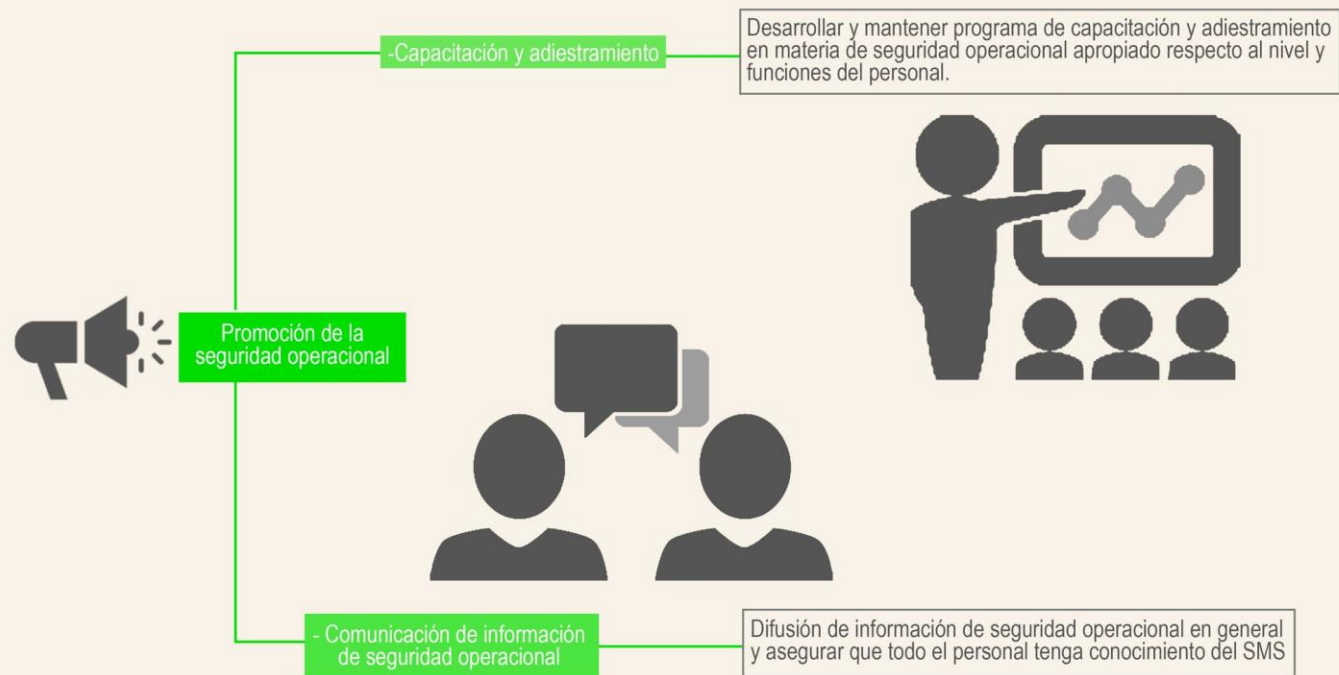 -Capacitación y adiestramiento
Desarrollar y mantener programa de capacitación y adiestramiento
en materia de seguridad operacional apropiado respecto al nivel y
funciones del personal.
Promoción de la
seguridad operacional
- Comunicación de información
de seguridad operacional
Difusión de información de seguridad operacional en general
y asegurar que todo el personal tenga conocimiento del SMS